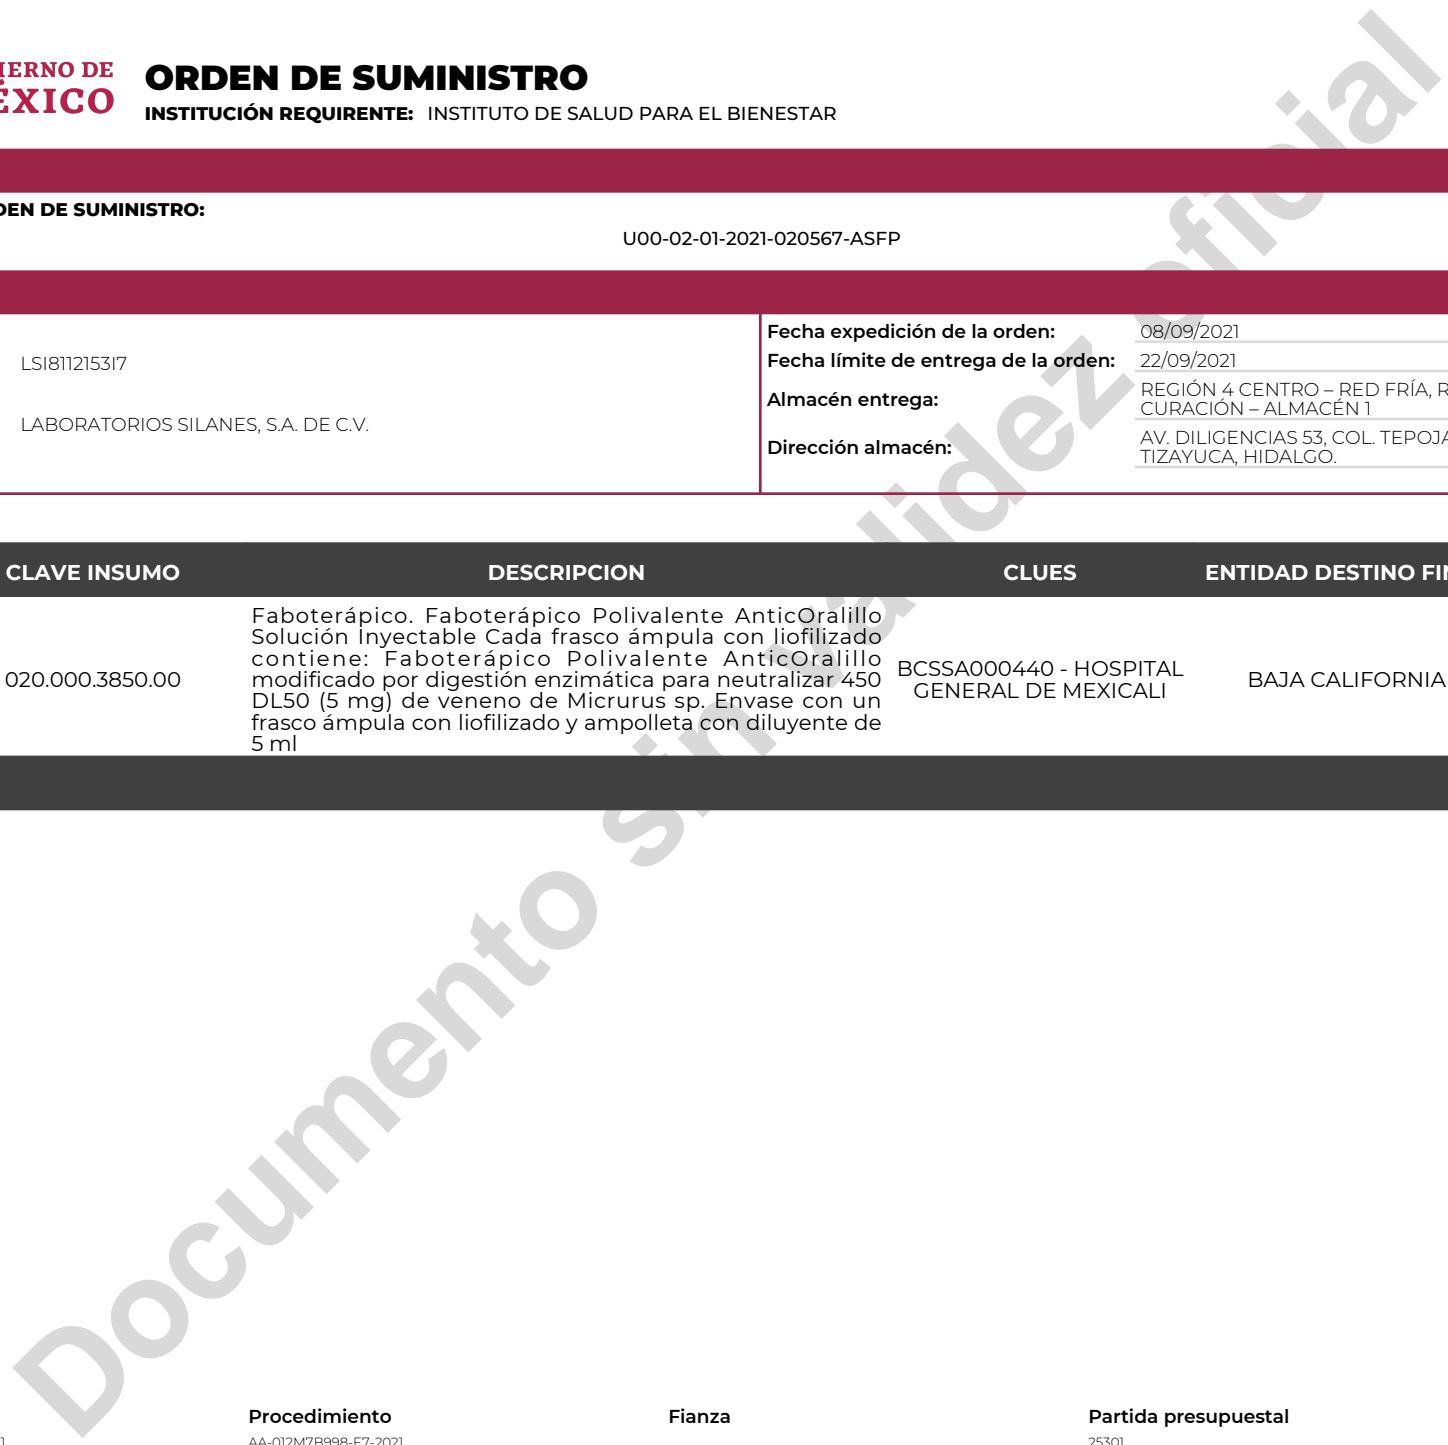 ORDEN DE SUMINISTRO
INSTITUCIÓN REQUIRENTE: INSTITUTO DE SALUD PARA EL BIENESTAR
DE SUMINISTRO:
U00-02-01-2021-020567-ASFP
LSI8112153I7
LABORATORIOS SILANES, S.A. DE C.V.
Fecha expedición de la orden: 08/09/2021
Fecha límite de entrega de la orden: 22/09/2021
Almacén entrega: REGIÓN 4 CENTRO – RED FRÍA,
CURACIÓN – ALMACÉN 1
Dirección almacén: AV. DILIGENCIAS 53, COL.
TIZAYUCA, HIDALGO.
CLAVE INSUMO DESCRIPCION CLUES ENTIDAD DESTINO
020.000.3850.00
Faboterápico. Faboterápico Polivalente AnticOralillo
Solución Inyectable Cada frasco ámpula con liofilizado
contiene: Faboterápico Polivalente AnticOralillo
modificado por digestión enzimática para neutralizar 450
DL50 (5 mg) de veneno de Micrurus sp. Envase con un
frasco ámpula con liofilizado y ampolleta con diluyente de
5 ml
BCSSA000440 - HOSPITAL
GENERAL DE MEXICALI
BAJA CALIFORNIA
Documento sin validez oficial
Procedimiento Fianza Partida presupuestal
AA-012M7B998-E7-2021 25301